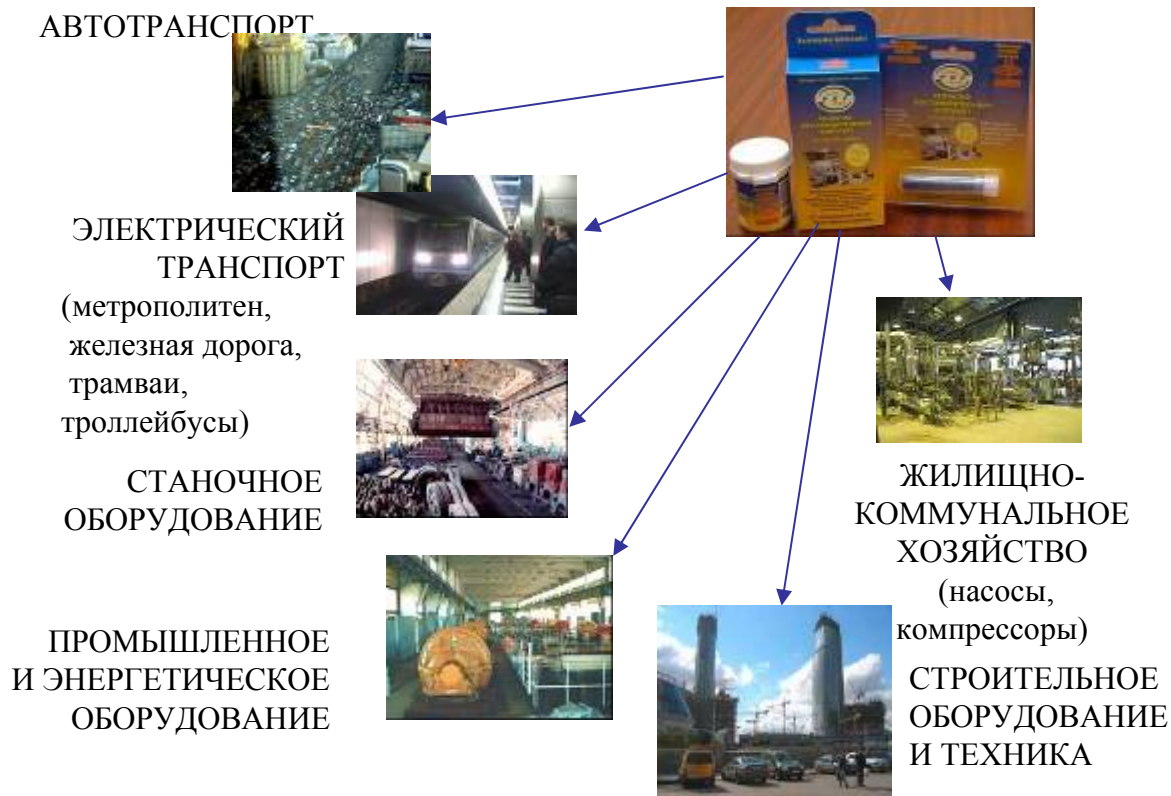 АВТОТРАНСПОРТ
ЭЛЕКТРИЧЕСКИЙ
ТРАНСПОРТ
(метрополитен,
железная дорога,
трамваи,
троллейбусы)
СТАНОЧНОЕ
ОБОРУДОВАНИЕ
ПРОМЫШЛЕННОЕ
И ЭНЕРГЕТИЧЕСКОЕ
ОБОРУДОВАНИЕ
ЖИЛИЩНО-
КОММУНАЛЬНОЕ
ХОЗЯЙСТВО
(насосы,
компрессоры)
СТРОИТЕЛЬНОЕ
ОБОРУДОВАНИЕ
И ТЕХНИКА